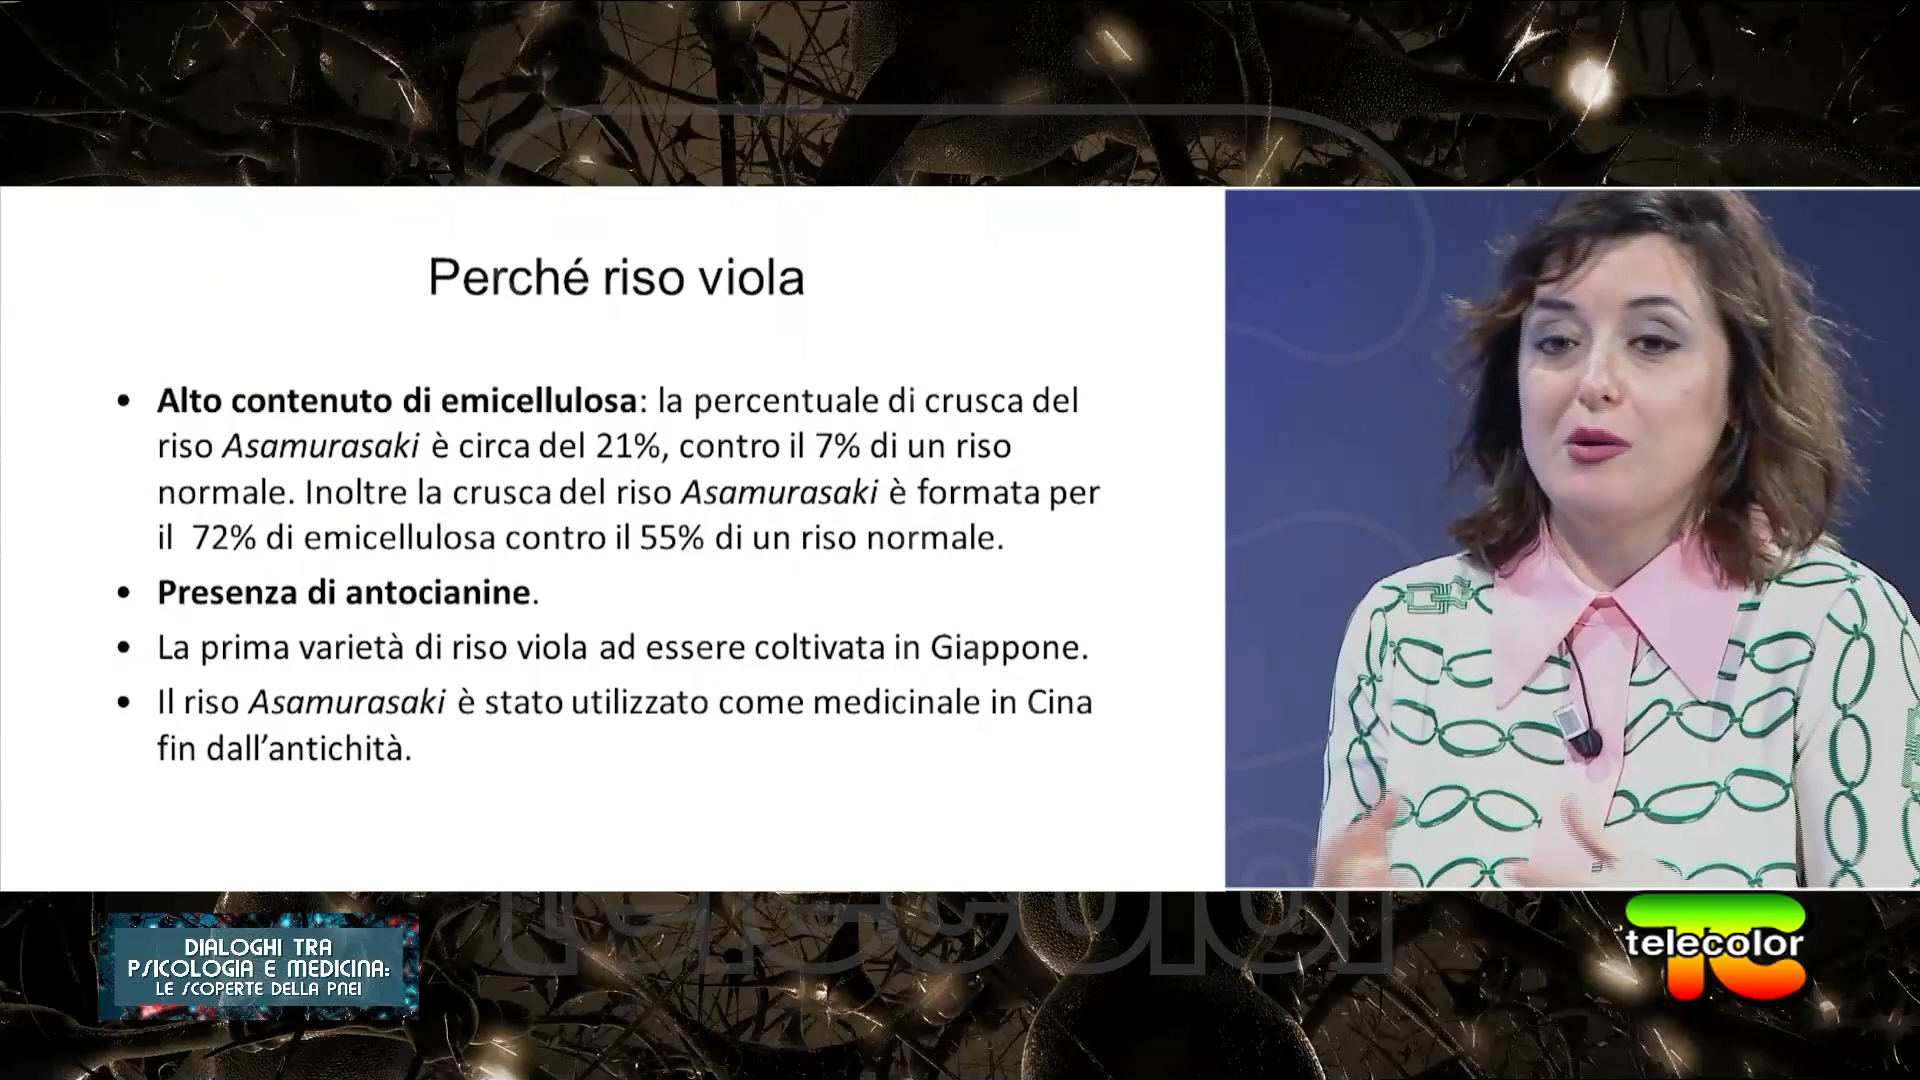 Perché riso viola
• Alto contenuto di emicellulosa: la percentuale di crusca del
riso Asamurasaki è circa del 21%, contro il 7% di un riso
normale. Inoltre la crusca del riso Asamurasaki è formata per
il 72% di emicellulosa contro il 55% di un riso normale.
• Presenza di antocianine.
• La prima varietà di riso viola ad essere coltivata in Giappone.
• Il riso Asamurasaki è stato utilizzato come medicinale in Cina
fin dall’antichità.
telecolor
DIALOGHI TRA
PSICOLOGIA E MEDICINA:
LE SCOPERTE DELLA PNEI
telecolor